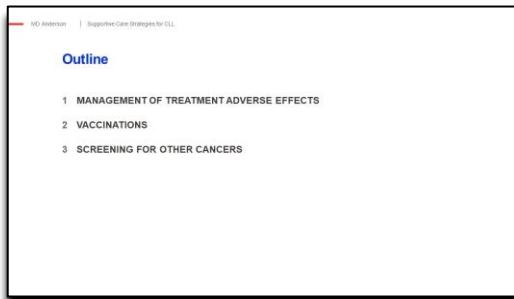 MD Anderson | Supportive Care Strategies for CLL
Outline
1 MANAGEMENT OF TREATMENT ADVERSE EFFECTS
2 VACCINATIONS
3 SCREENING FOR OTHER CANCERS